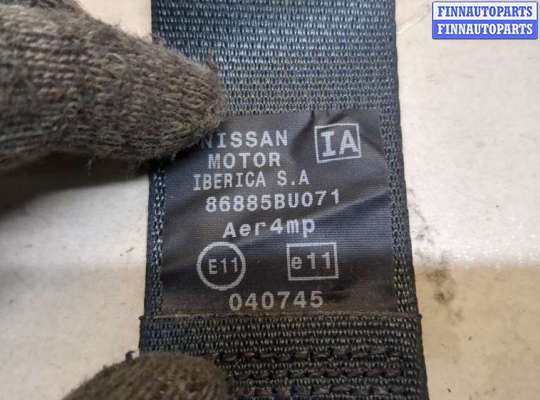 FINNAUTOPARTS
FINNAUTOPARTS
NISSAN
MOTOR IA
IBERICA S.A
86885BU071
Aer4mp
E11 e11
040745